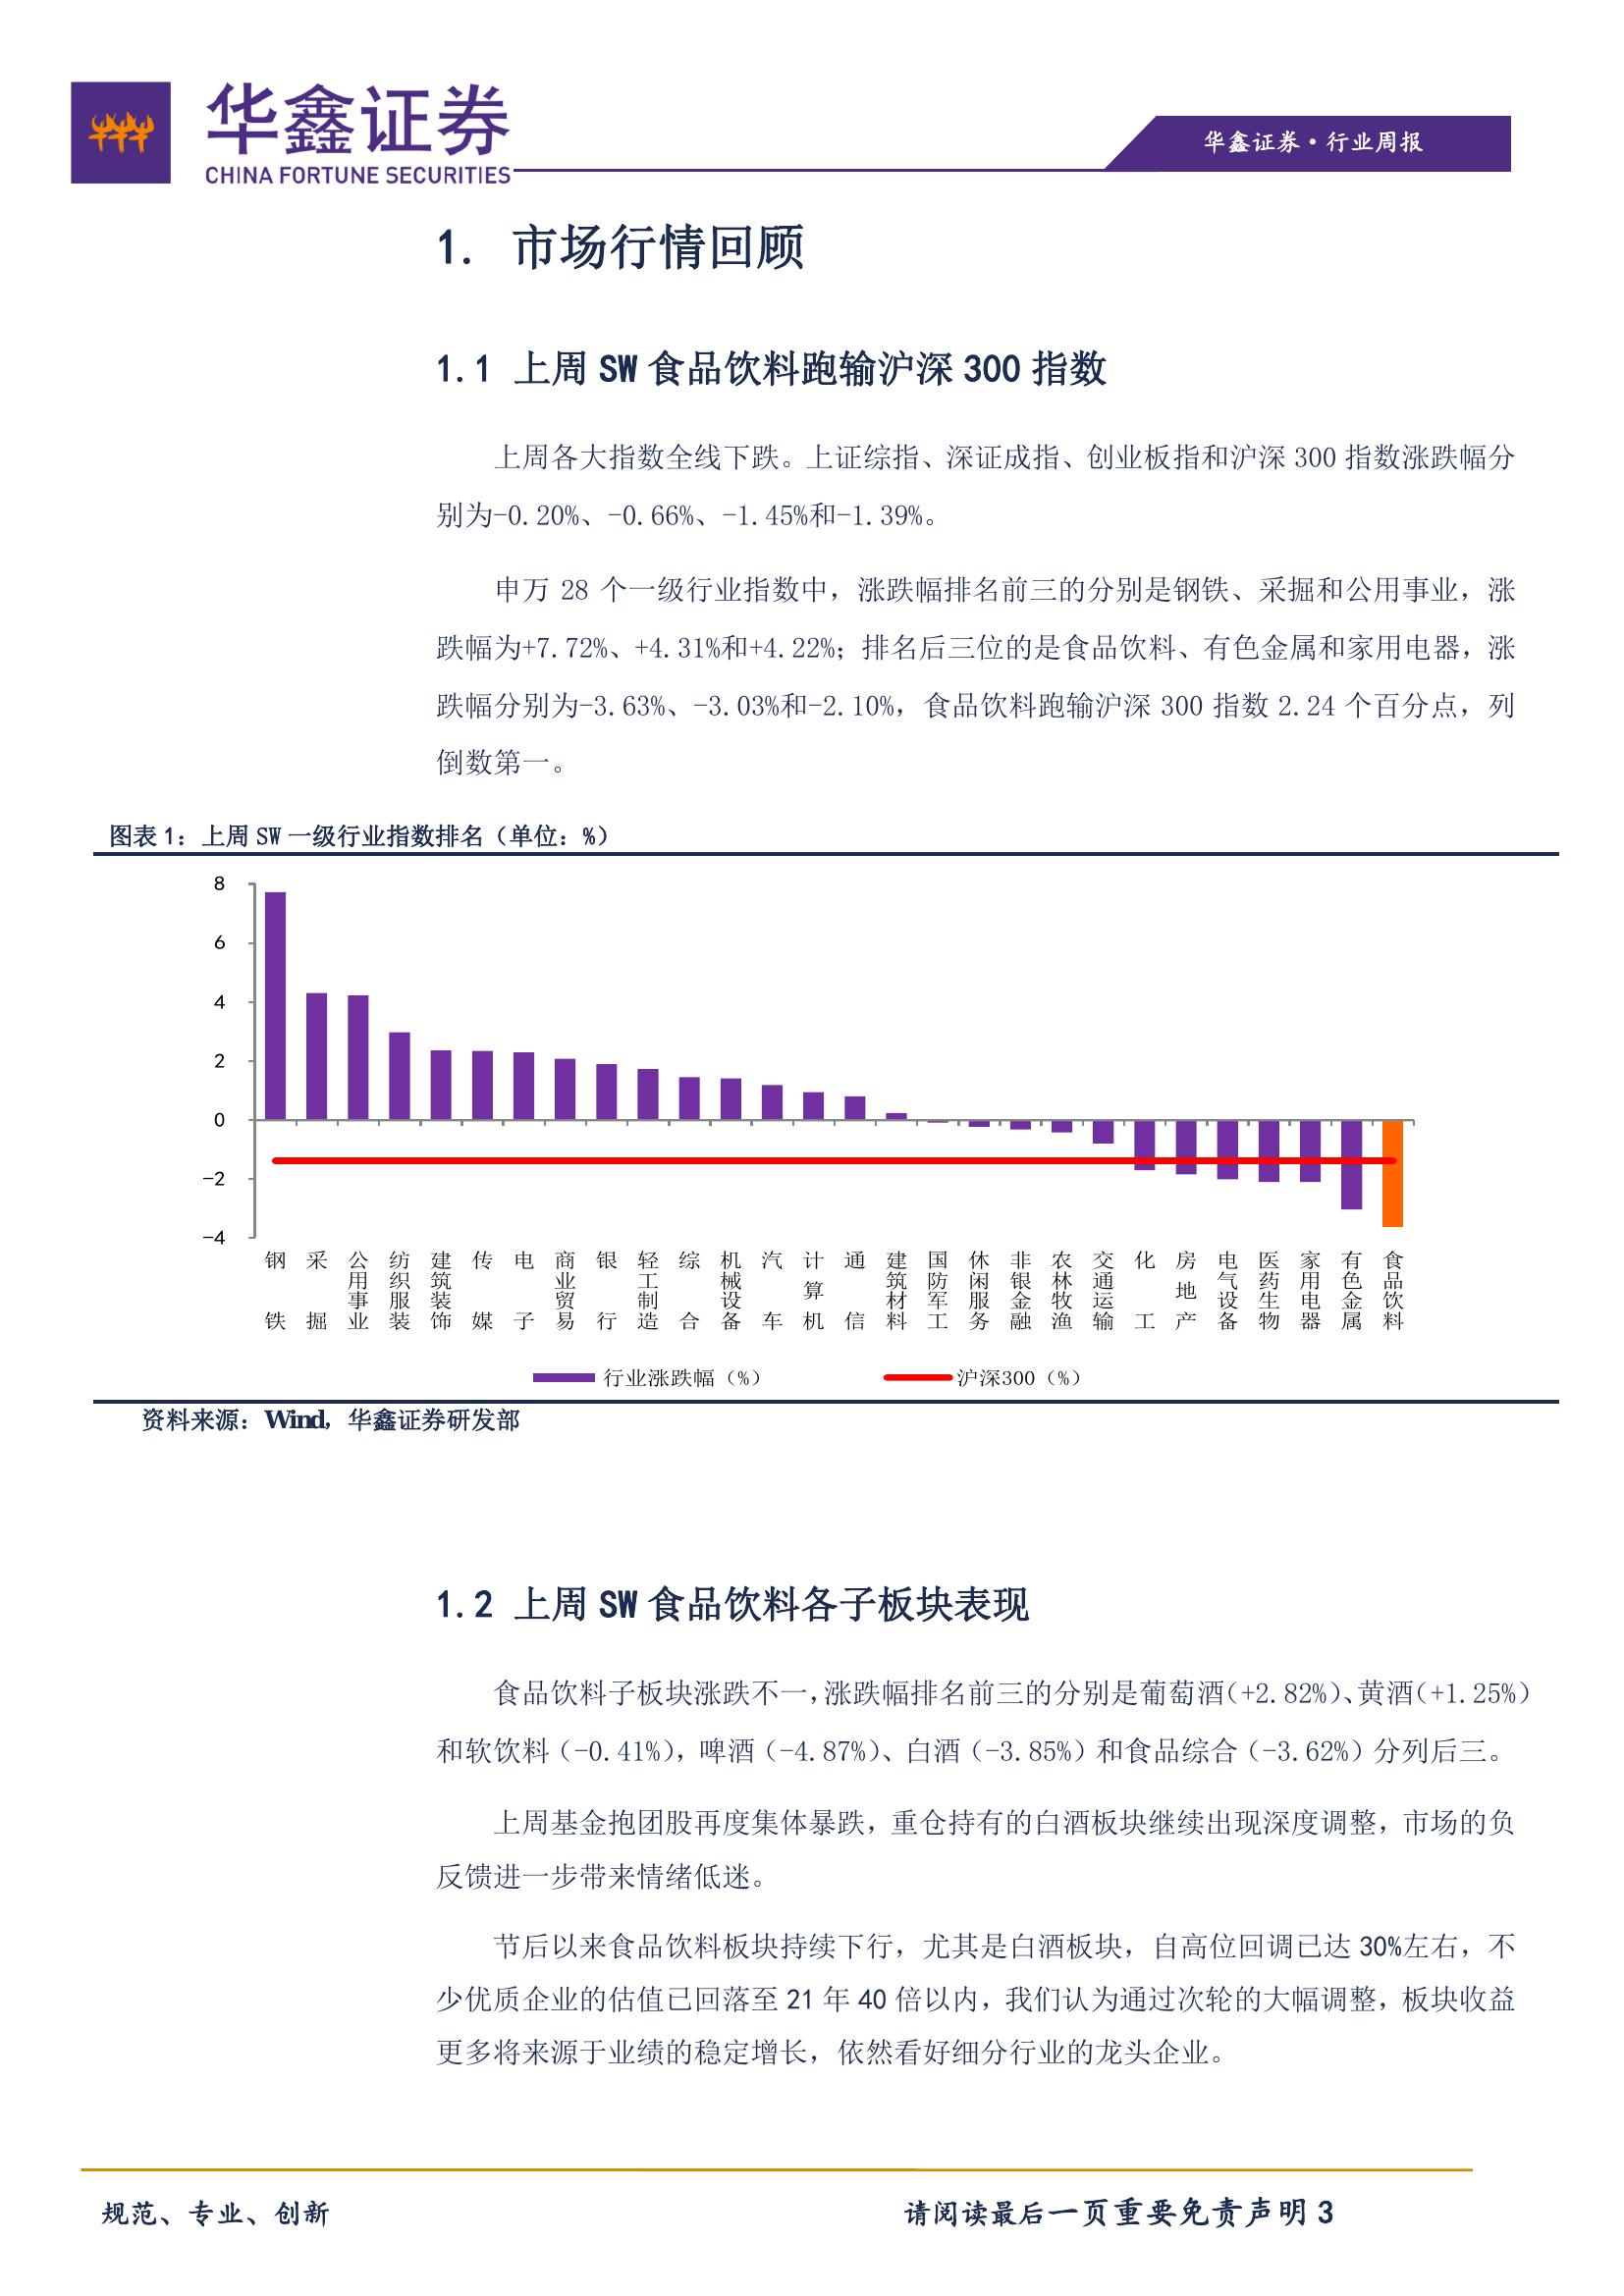 华鑫证券
CHINA FORTUNE SECURITIES
华鑫证券·行业周报
1. 市场行情回顾
1.1 上周 SW 食品饮料跑输沪深 300 指数
上周各大指数全线下跌。上证综指、深证成指、创业板指和沪深 300 指数涨跌幅分
别为-0.20%、-0.66%、-1.45%和-1.39%。
申万 28 个一级行业指数中，涨跌幅排名前三的分别是钢铁、采掘和公用事业，涨
跌幅为+7.72%、+4.31%和+4.22%；排名后三位的是食品饮料、有色金属和家用电器，涨
跌幅分别为-3.63%、-3.03%和-2.10%，食品饮料跑输沪深 300 指数 2.24 个百分点，列
倒数第一。
图表 1：上周 SW 一级行业指数排名（单位：%）
8
6
4
2
0
-2
-4
钢铁
采掘
公用事业
纺织服装
建筑装饰
传媒
电子
商业贸易
银行
轻工制造
综合
机械设备
汽车
计算机
通信
建筑材料
国防军工
休闲服务
非银金融
农林牧渔
交通运输
化工
房地产
电气设备
医药生物
家用电器
有色金属
食品饮料
行业涨跌幅（%）
沪深300（%）
资料来源：Wind，华鑫证券研发部
1.2 上周 SW 食品饮料各子板块表现
食品饮料子板块涨跌不一，涨跌幅排名前三的分别是葡萄酒（+2.82%）、黄酒（+1.25%）
和软饮料（-0.41%），啤酒（-4.87%）、白酒（-3.85%）和食品综合（-3.62%）分列后三。
上周基金抱团股再度集体暴跌，重仓持有的白酒板块继续出现深度调整，市场的负
反馈进一步带来情绪低迷。
节后以来食品饮料板块持续下行，尤其是白酒板块，自高位回调已达 30%左右，不
少优质企业的估值已回落至 21 年 40 倍以内，我们认为通过次轮的大幅调整，板块收益
更多将来源于业绩的稳定增长，依然看好细分行业的龙头企业。
规范、专业、创新
请阅读最后一页重要免责声明 3